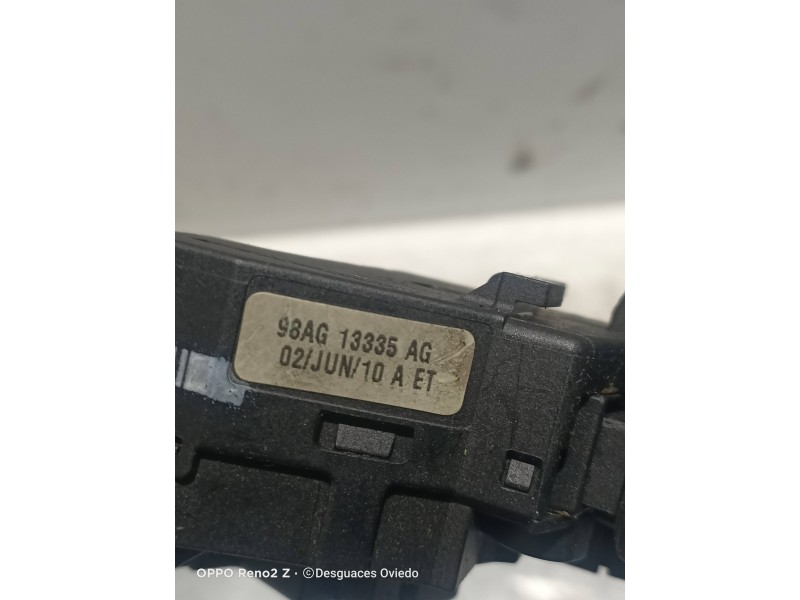 98AG 13335 AG
02/JUN/10 A ET
OPPO Reno2 Z · ©Desguaces Oviedo